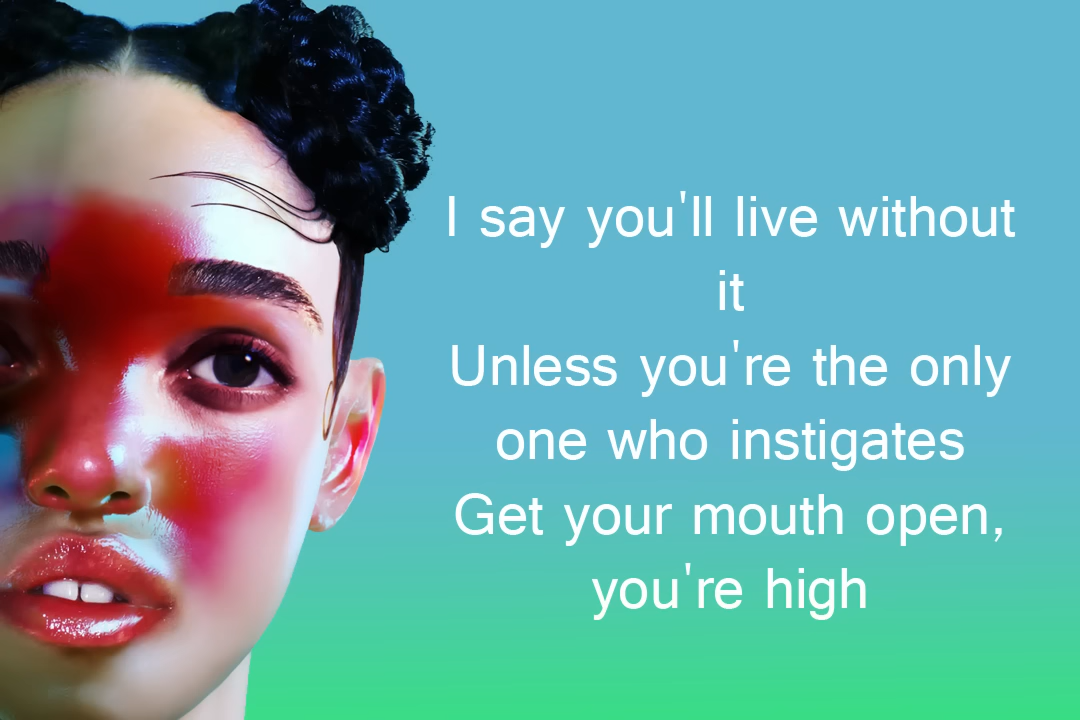 I say you'll live without
it
Unless you're the only
one who instigates
Get your mouth open,
you're high